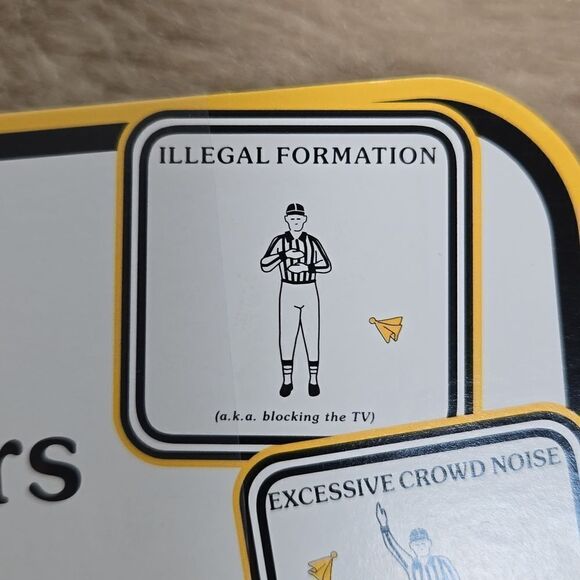 ILLEGAL FORMATION
(a.k.a. blocking the TV)
rs
EXCESSIVE CROWD NOISE